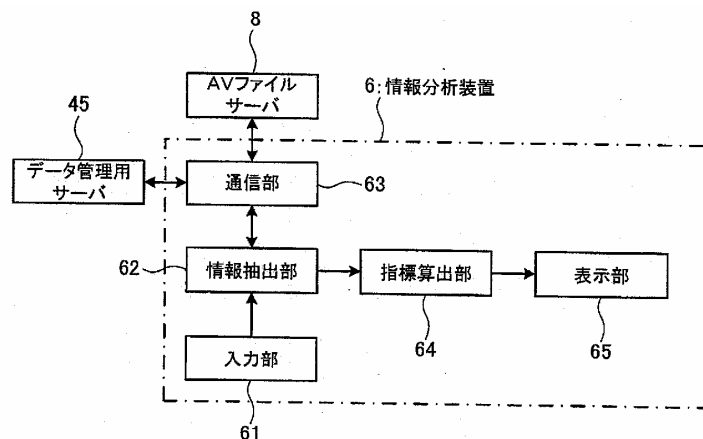 8
AVファイル
サーバ
6:情報分析装置
45
データ管理用
サーバ
通信部
63
62
情報抽出部
指標算出部
表示部
64
65
入力部
61